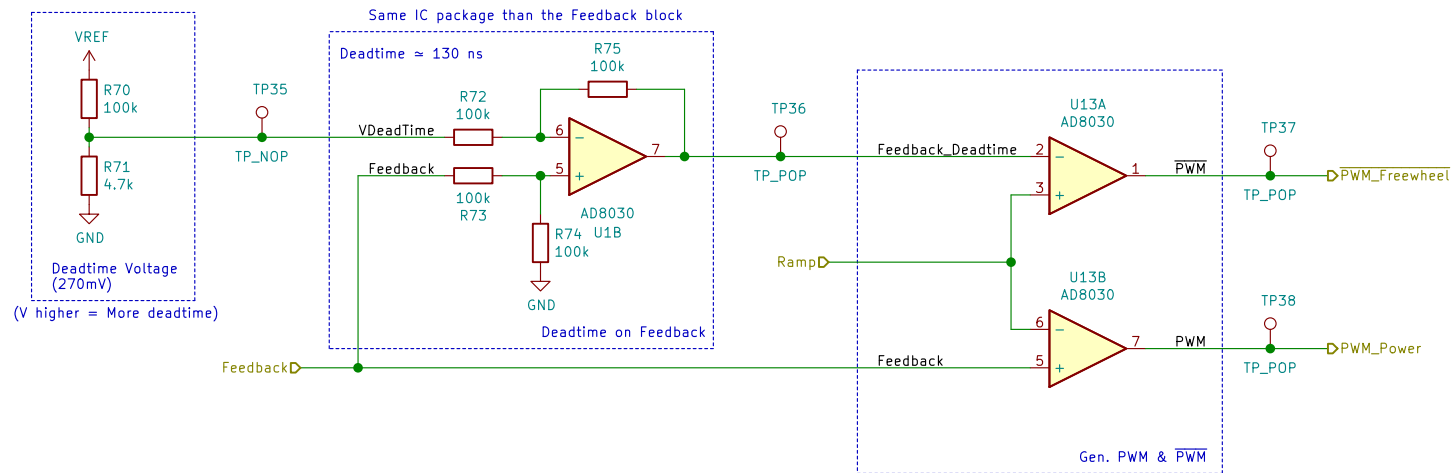 Same IC package than the Feedback block
VREF
R70
100k
R71
4.7k
GND
Deadtime Voltage
(270mV)
(V higher = More deadtime)
TP35
TP_NOP
Deadtime ≃ 130 ns
R75
100k
R72
100k
VDeadTime
Feedback
100k
R73
6
5
7
AD8030
U1B
R74
100k
GND
Deadtime on Feedback
Feedback
TP36
TP_POP
U13A
AD8030
Feedback_Deadtime
2
3
1
PWM
TP37
TP_POP
PWM_Freewheel
Ramp
U13B
AD8030
6
5
7
PWM
Feedback
TP38
TP_POP
PWM_Power
Gen. PWM & PWM